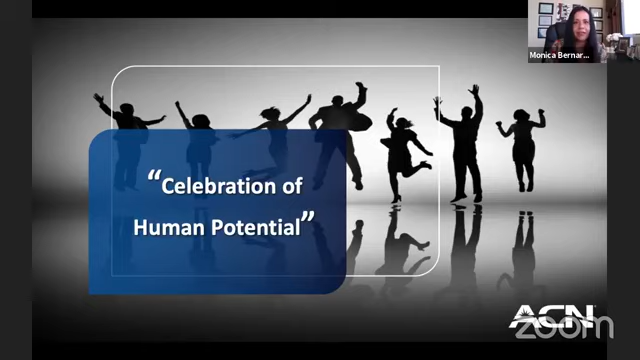 Monica Bernar...
“Celebration of
Human Potential”
ACN
zoom